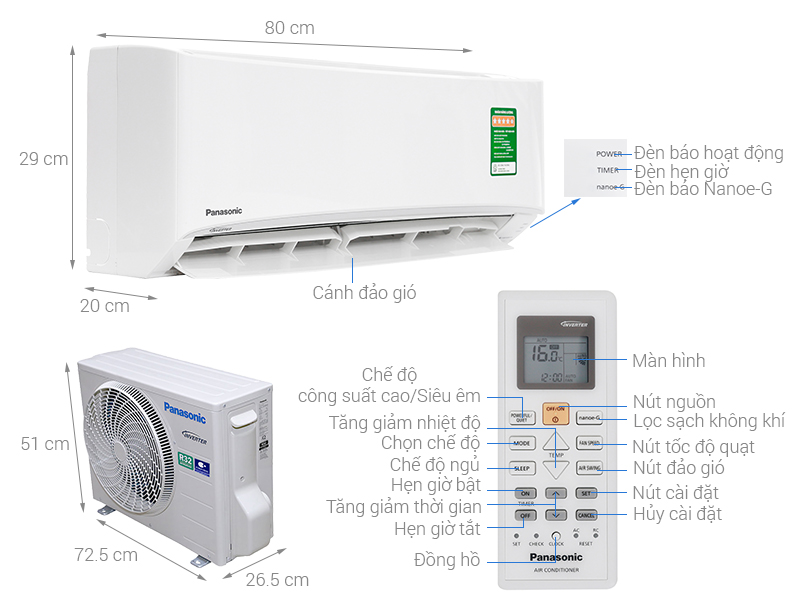 80 cm
29 cm
20 cm
Panasonic
INVERTER
POWER
TIMER
nanoe-G
Đèn báo hoạt động
Đèn hẹn giờ
Đèn báo Nanoe-G
Cánh đảo gió
51 cm
72.5 cm
26.5 cm
Panasonic
INVERTER
R32
Chế độ
công suất cao/Siêu êm
Tăng giảm nhiệt độ
Chọn chế độ
Chế độ ngủ
Hẹn giờ bật
Tăng giảm thời gian
Hẹn giờ tắt
Đồng hồ
INVERTER
AUTO
16.0°C
12:00
AUTO
FAN
POWERFUL/
QUIET
OFF/ON
nanoe-G
MODE
TEMP
FAN SPEED
SLEEP
AIR SWING
ON
TIMER
SET
OFF
CANCEL
SET
CHECK
CLOCK
AC
RC
RESET
Panasonic
AIR CONDITIONER
Màn hình
Nút nguồn
Lọc sạch không khí
Nút tốc độ quạt
Nút đảo gió
Nút cài đặt
Hủy cài đặt